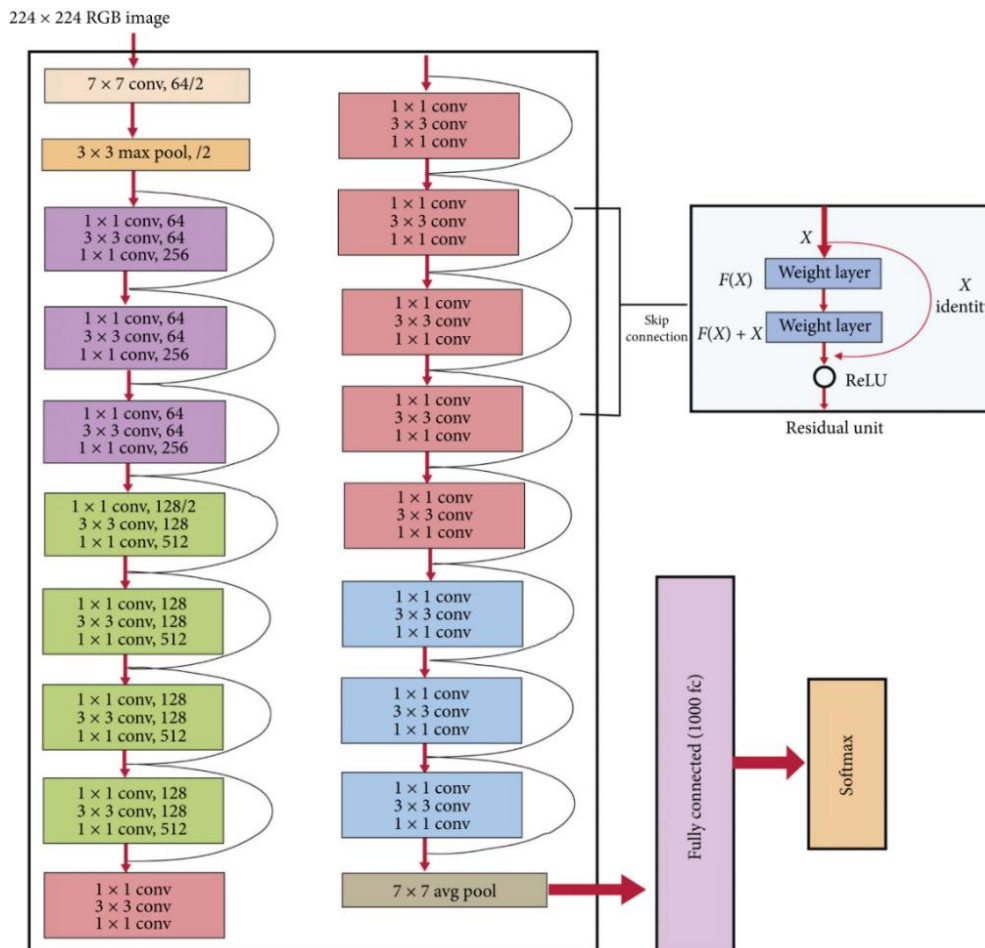 224 × 224 RGB image
7 × 7 conv, 64/2
3 × 3 max pool, /2
1 × 1 conv, 64
3 × 3 conv, 64
1 × 1 conv, 256
1 × 1 conv, 64
3 × 3 conv, 64
1 × 1 conv, 256
1 × 1 conv, 64
3 × 3 conv, 64
1 × 1 conv, 256
1 × 1 conv, 128/2
3 × 3 conv, 128
1 × 1 conv, 512
1 × 1 conv, 128
3 × 3 conv, 128
1 × 1 conv, 512
1 × 1 conv, 128
3 × 3 conv, 128
1 × 1 conv, 512
1 × 1 conv, 128
3 × 3 conv, 128
1 × 1 conv, 512
1 × 1 conv
3 × 3 conv
1 × 1 conv
1 × 1 conv
3 × 3 conv
1 × 1 conv
1 × 1 conv
3 × 3 conv
1 × 1 conv
1 × 1 conv
3 × 3 conv
1 × 1 conv
1 × 1 conv
3 × 3 conv
1 × 1 conv
1 × 1 conv
3 × 3 conv
1 × 1 conv
1 × 1 conv
3 × 3 conv
1 × 1 conv
1 × 1 conv
3 × 3 conv
1 × 1 conv
1 × 1 conv
3 × 3 conv
1 × 1 conv
7 × 7 avg pool
Skip
connection
X
F(X)
Weight layer
X
identit
F(X) + X
Weight layer
ReLU
Residual unit
Fully connected (1000 fc)
Softmax